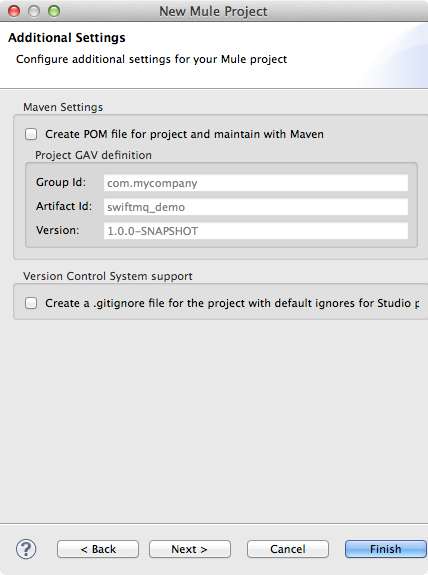 New Mule Project
Additional Settings
Configure additional settings for your Mule project
Maven Settings
Create POM file for project and maintain with Maven
Project GAV definition
Group Id: com.mycompany
Artifact Id: swiftmq_demo
Version: 1.0.0-SNAPSHOT
Version Control System support
Create a .gitignore file for the project with default ignores for Studio p
? < Back Next > Cancel Finish